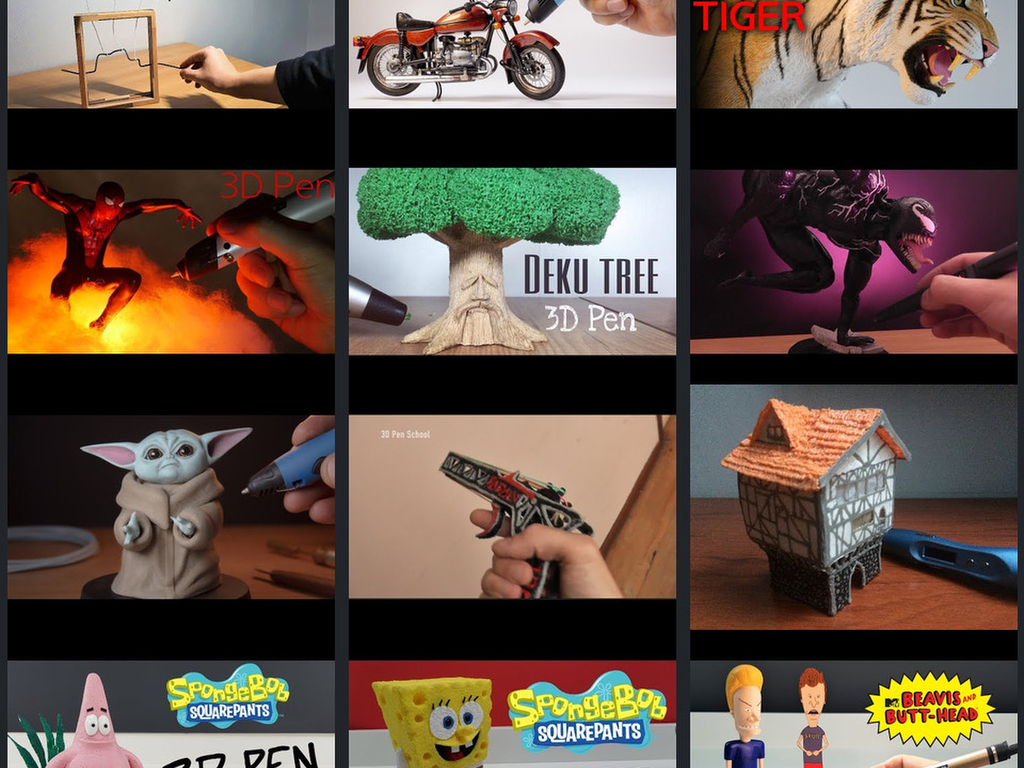 TIGER
3D Pen
DEKU TREE
3D Pen
3D Pen School
SpongeBob
SQUAREPANTS
3D PEN
SpongeBob
SQUAREPANTS
BEAVIS AND
BUTT-HEAD